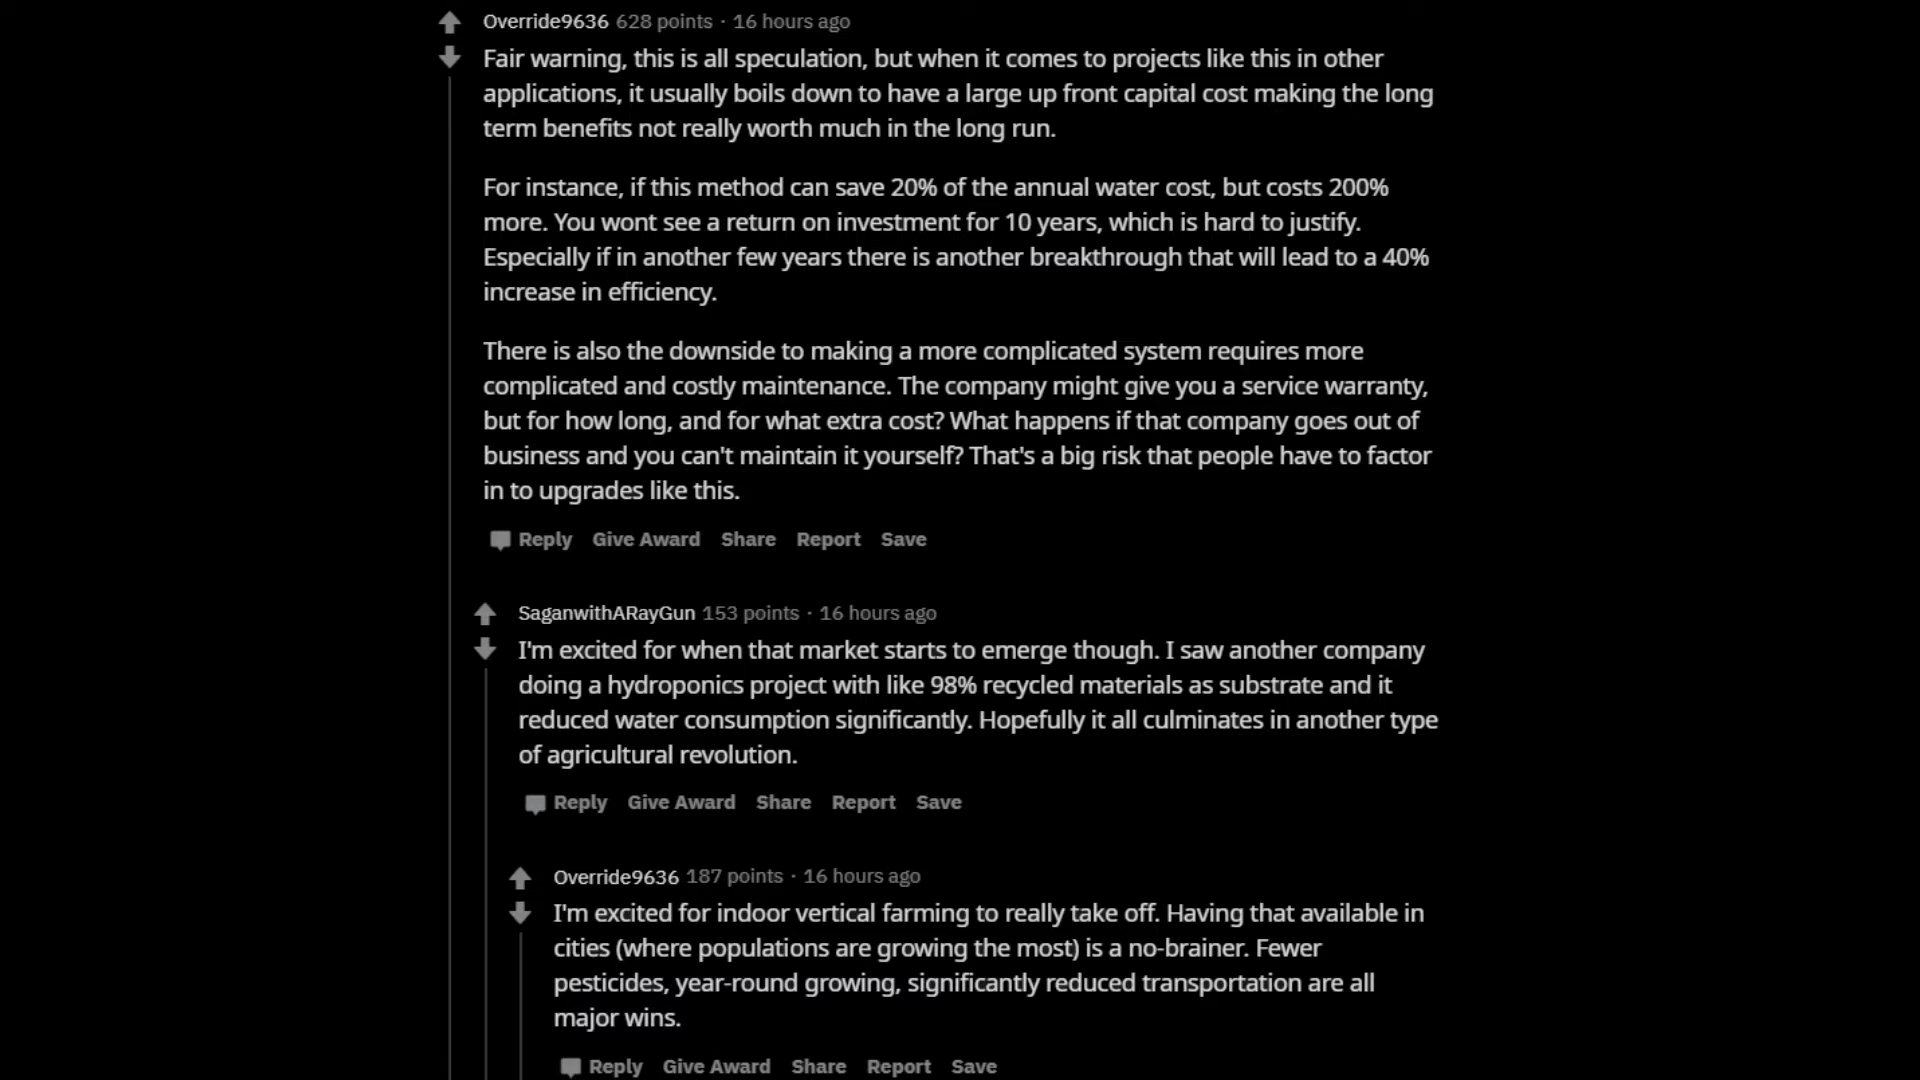 Override9636 628 points · 16 hours ago
Fair warning, this is all speculation, but when it comes to projects like this in other
applications, it usually boils down to have a large up front capital cost making the long
term benefits not really worth much in the long run.
For instance, if this method can save 20% of the annual water cost, but costs 200%
more. You wont see a return on investment for 10 years, which is hard to justify.
Especially if in another few years there is another breakthrough that will lead to a 40%
increase in efficiency.
There is also the downside to making a more complicated system requires more
complicated and costly maintenance. The company might give you a service warranty,
but for how long, and for what extra cost? What happens if that company goes out of
business and you can't maintain it yourself? That's a big risk that people have to factor
in to upgrades like this.
Reply Give Award Share Report Save
SaganwithARayGun 153 points · 16 hours ago
I'm excited for when that market starts to emerge though. I saw another company
doing a hydroponics project with like 98% recycled materials as substrate and it
reduced water consumption significantly. Hopefully it all culminates in another type
of agricultural revolution.
Reply Give Award Share Report Save
Override9636 187 points · 16 hours ago
I'm excited for indoor vertical farming to really take off. Having that available in
cities (where populations are growing the most) is a no-brainer. Fewer
pesticides, year-round growing, significantly reduced transportation are all
major wins.
Reply Give Award Share Report Save